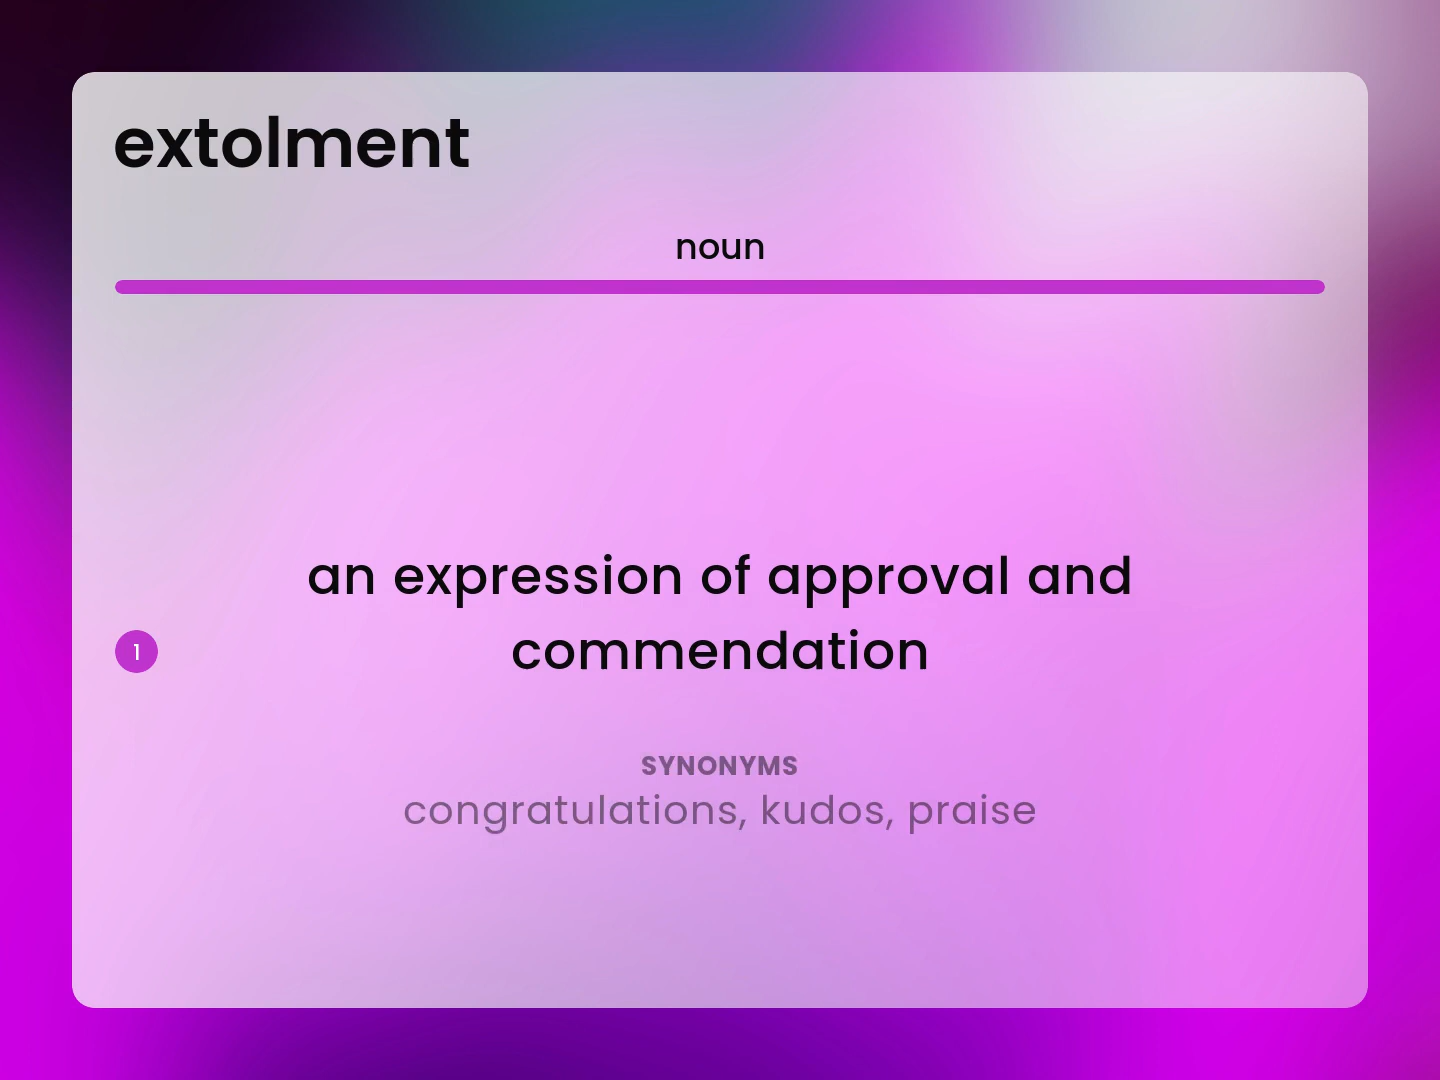 extolment
noun
an expression of approval and
1
commendation
SYNONYMS
congratulations, kudos, praise